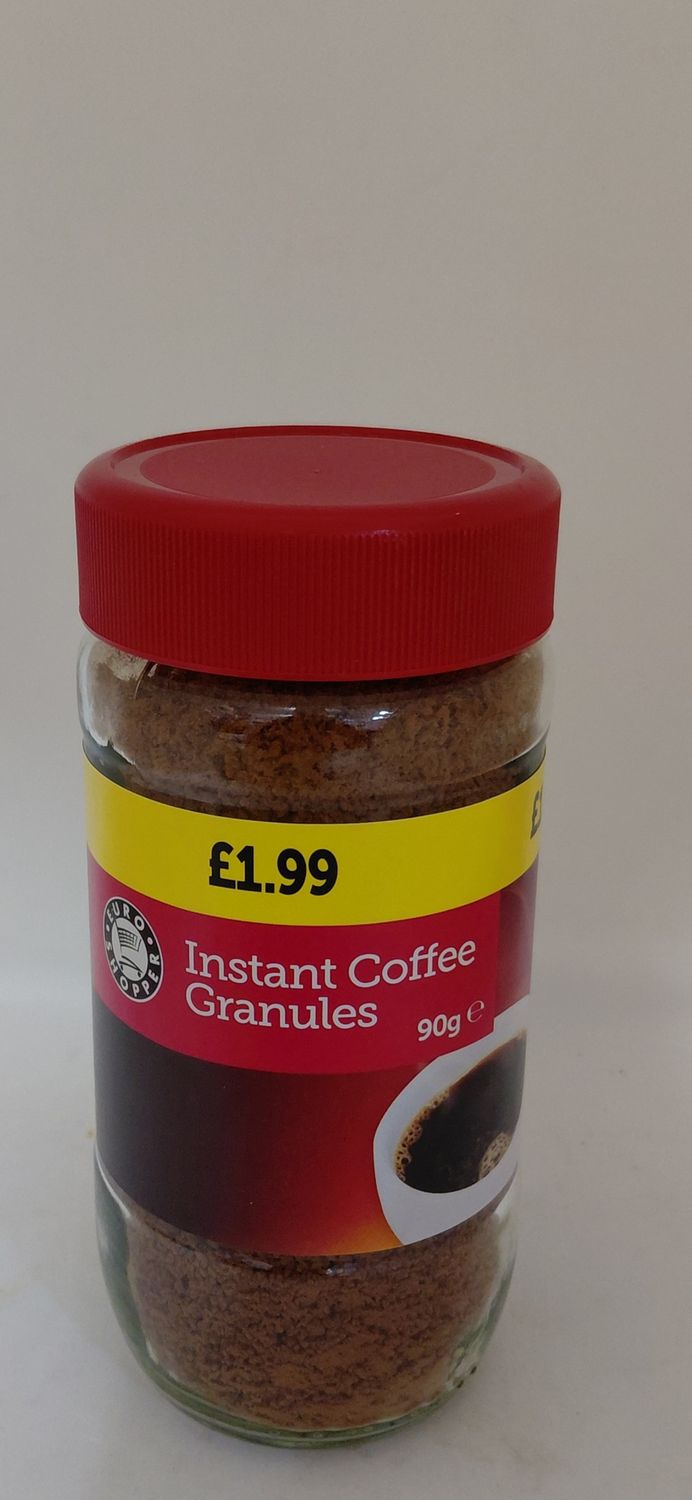 £1.99
£
EURO SHOPPER
Instant Coffee
Granules
90g ℮